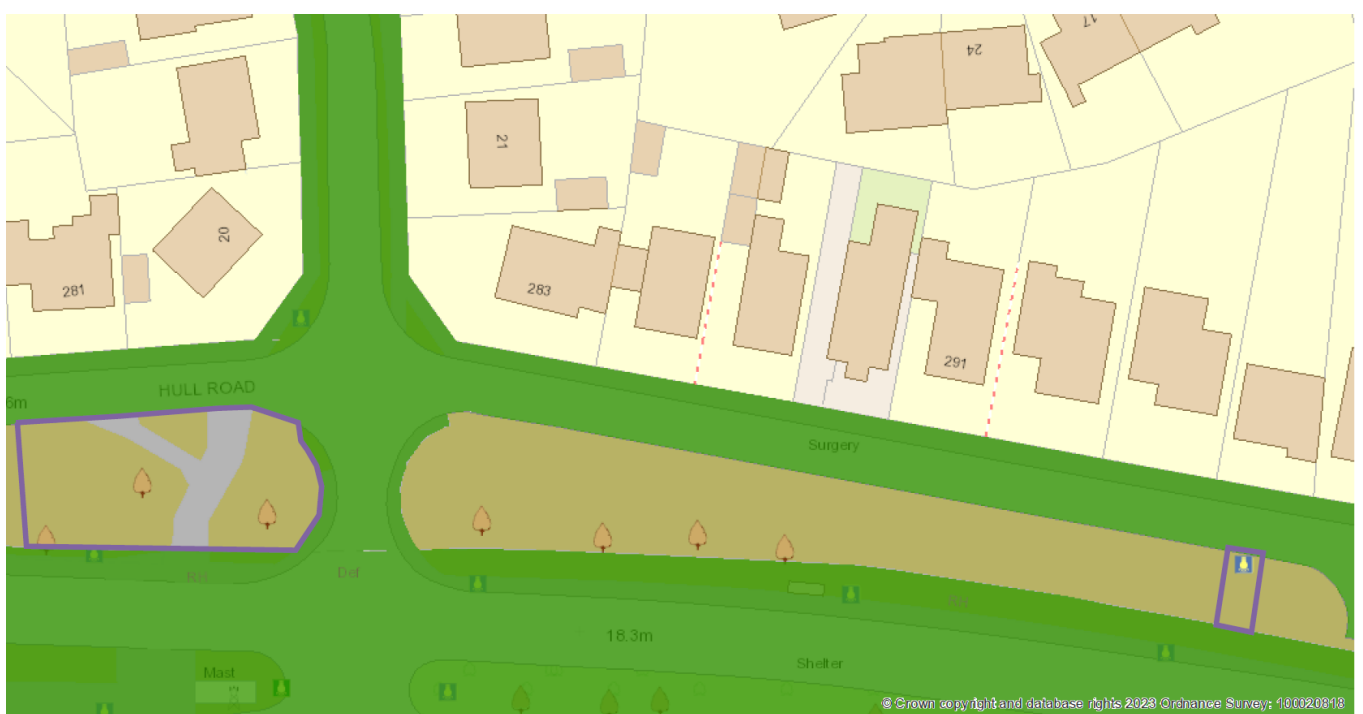 17
24
21
20
281
283
291
HULL ROAD
6m
Surgery
Def
18.3m
Shelter
Mast
© Crown copyright and database rights 2023 Ordnance Survey: 100020818